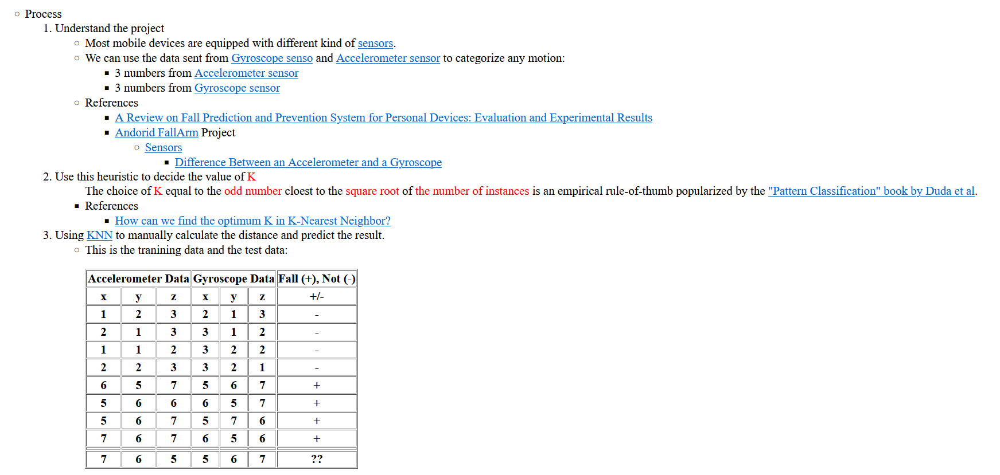 Process
1. Understand the project
Most mobile devices are equipped with different kind of sensors.
We can use the data sent from Gyroscope senso and Accelerometer sensor to categorize any motion:
3 numbers from Accelerometer sensor
3 numbers from Gyroscope sensor
References
A Review on Fall Prediction and Prevention System for Personal Devices: Evaluation and Experimental Results
Andorid FallArm Project
Sensors
Difference Between an Accelerometer and a Gyroscope
2. Use this heuristic to decide the value of K
The choice of K equal to the odd number cloest to the square root of the number of instances is an empirical rule-of-thumb popularized by the "Pattern Classification" book by Duda et al.
References
How can we find the optimum K in K-Nearest Neighbor?
3. Using KNN to manually calculate the distance and predict the result.
This is the tranining data and the test data:
Accelerometer Data Gyroscope Data Fall (+), Not (-)
x y z x y z +/-
1 2 3 2 1 3 -
2 1 3 3 1 2 -
1 1 2 3 2 2 -
2 2 3 3 2 1 -
6 5 7 5 6 7 +
5 6 6 6 5 7 +
5 6 7 5 7 6 +
7 6 7 6 5 6 +
7 6 5 5 6 7 ??